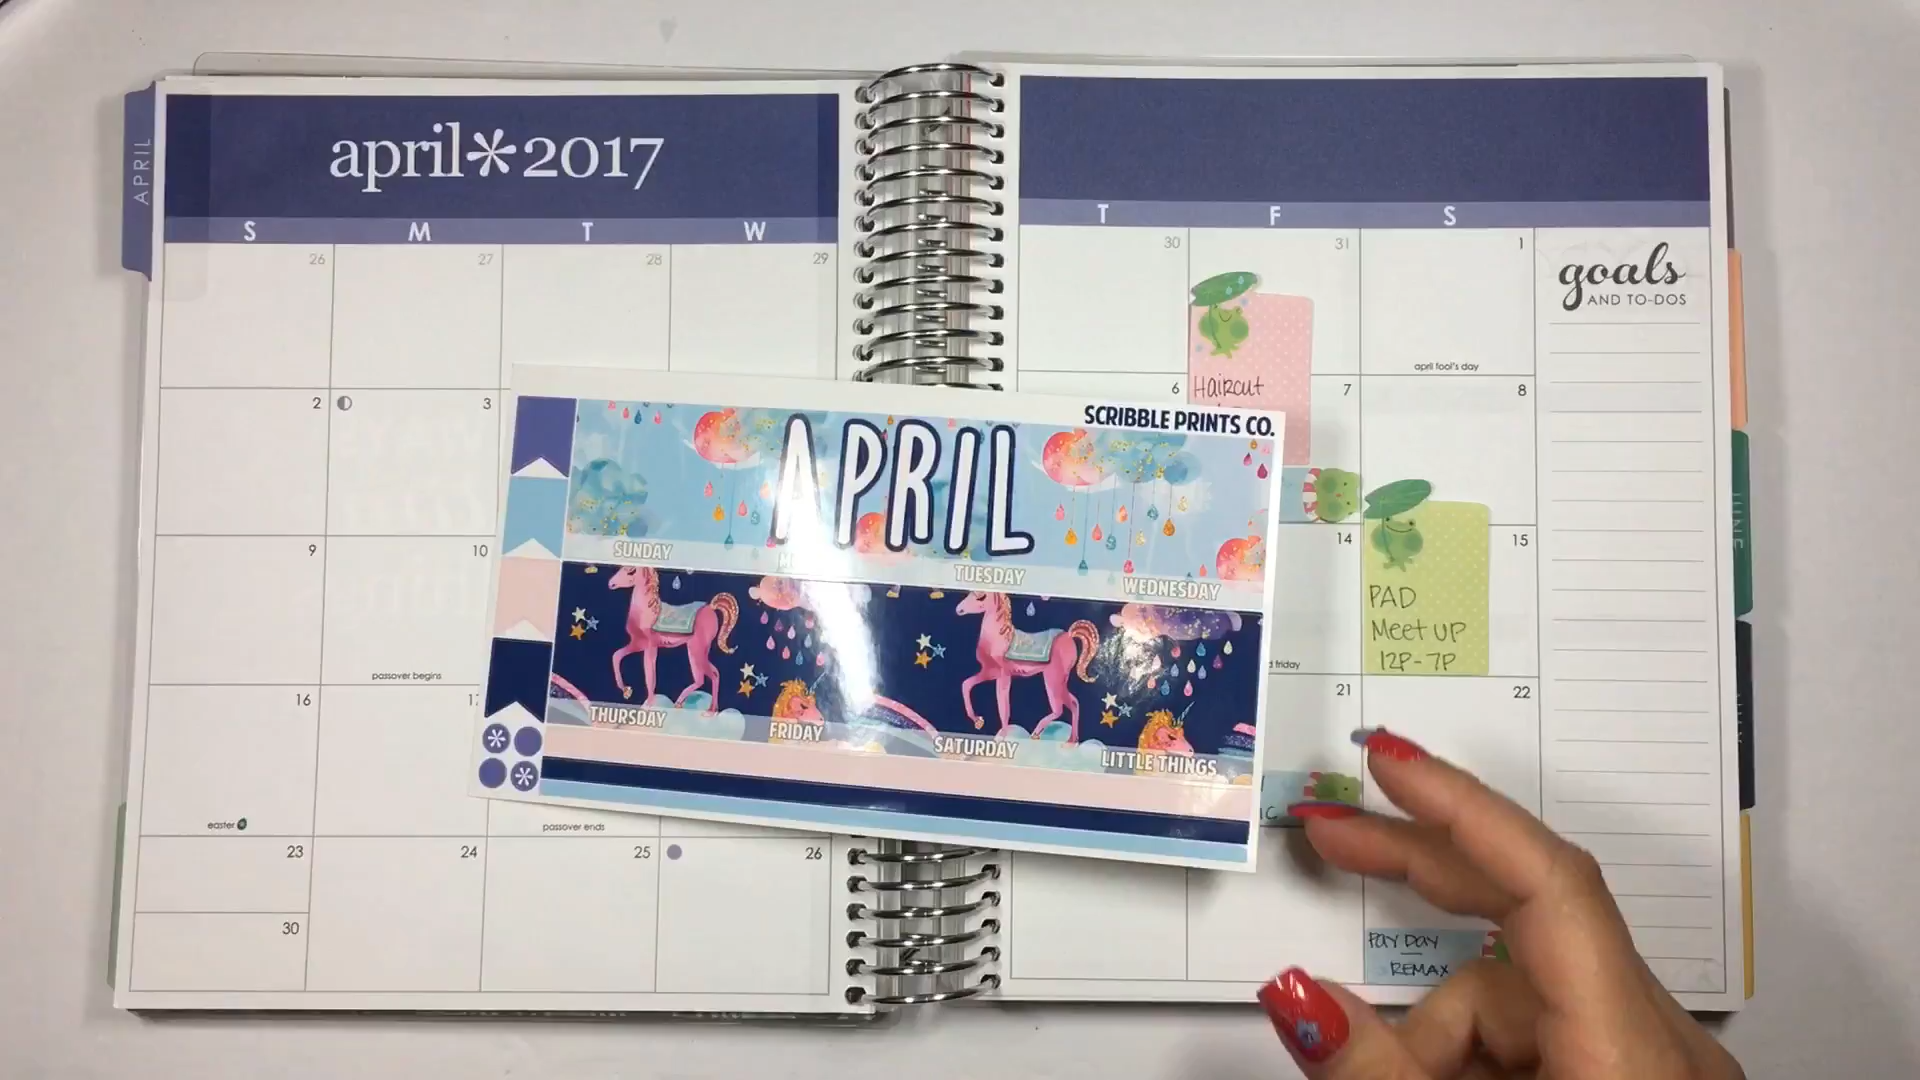 APRIL
april*2017
S M T W
T F S
26 27 28 29
30 31 1
goals
AND TO-DOS
april fool's day
Haircut
2 3
6 7 8
SCRIBBLE PRINTS CO.
APRIL
SUNDAY TUESDAY WEDNESDAY
THURSDAY FRIDAY SATURDAY LITTLE THINGS
9 10
14 15
PAD
Meet UP
12P-7P
passover begins
friday
16
21 22
easter
passover ends
23 24 25 26
30
PAY DAY
REMAX
JUNE